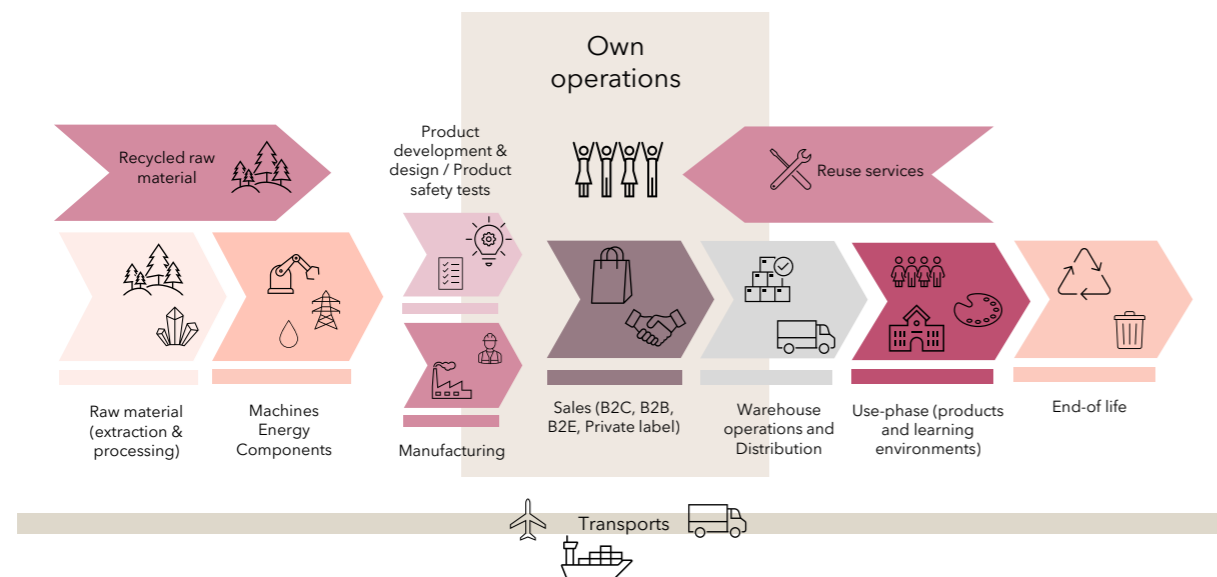 Own
operations
Recycled raw
material
Product
development &
design / Product
safety tests
Reuse services
Raw material
(extraction &
processing)
Machines
Energy
Components
Manufacturing
Sales (B2C, B2B,
B2E, Private label)
Warehouse
operations and
Distribution
Use-phase (products
and learning
environments)
End-of life
Transports